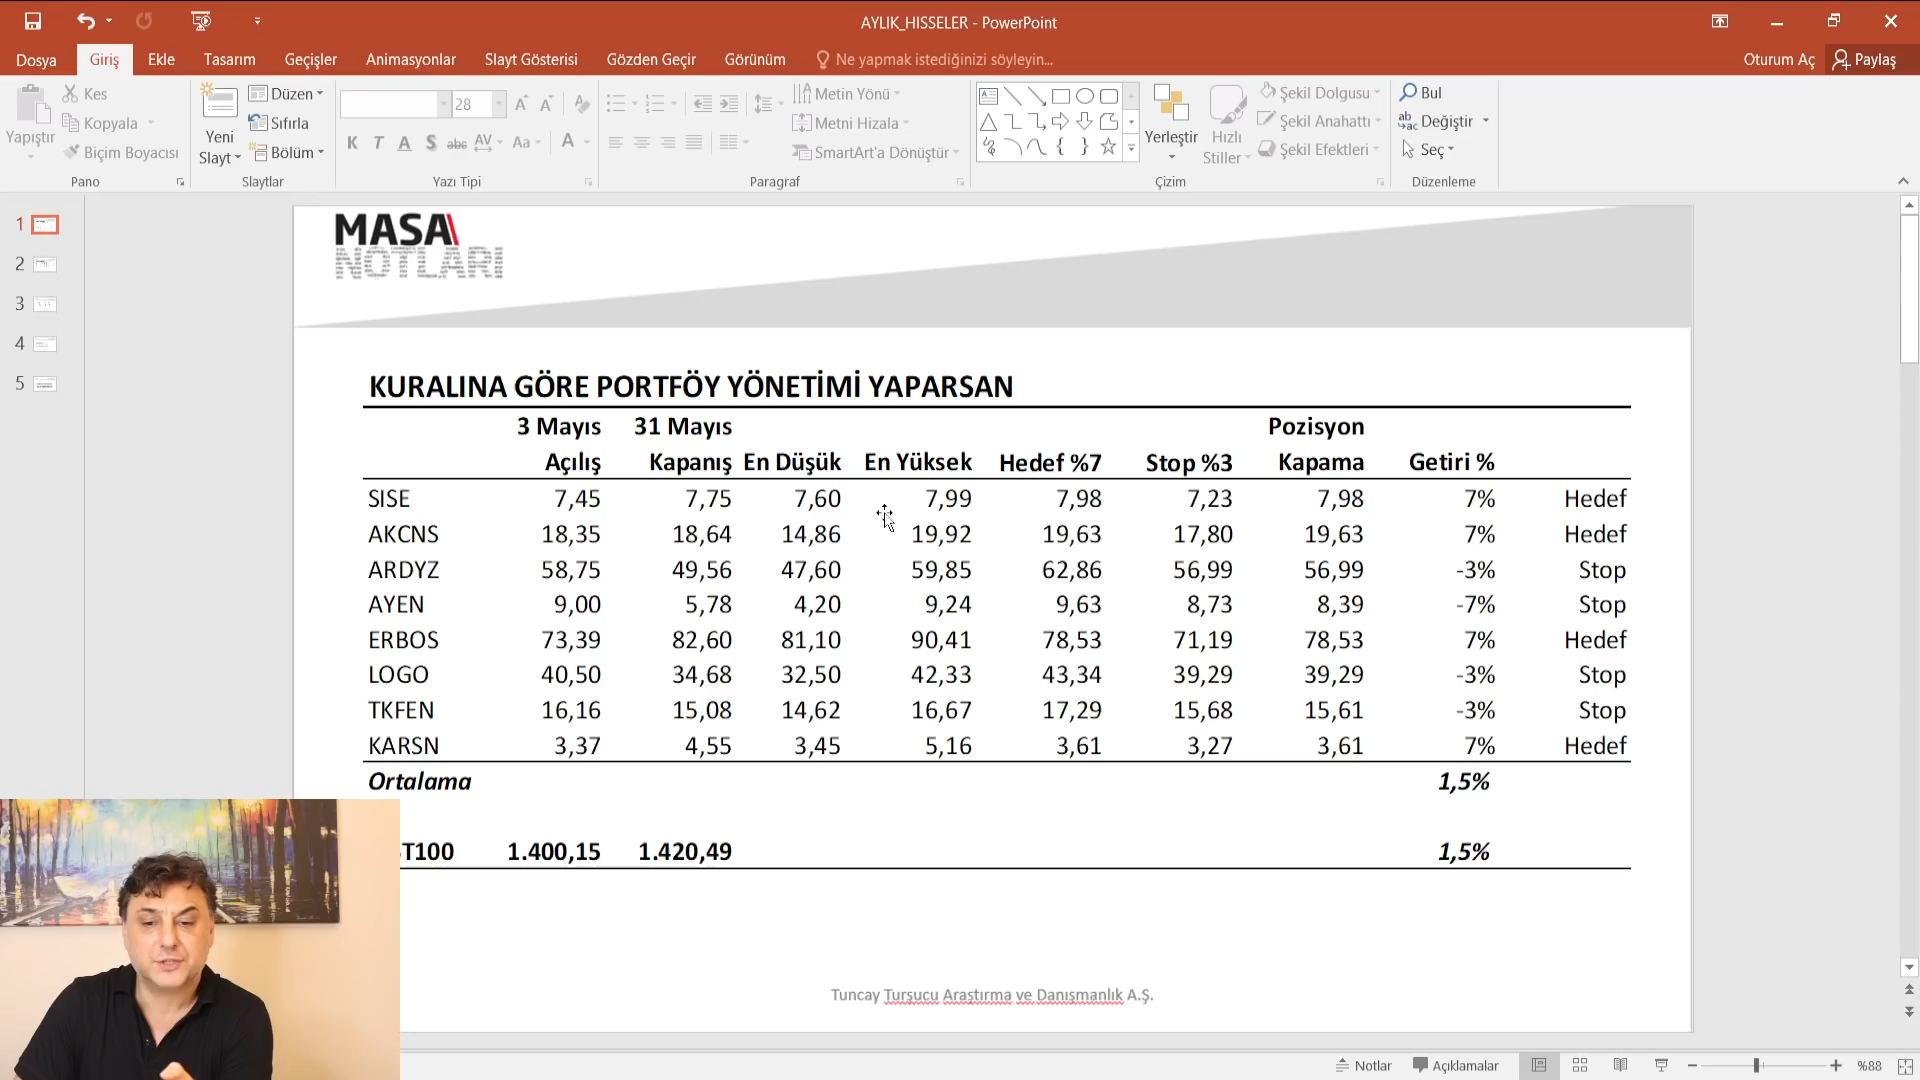 AYLIK_HISSELER - PowerPoint
Dosya Giriş Ekle Tasarım Geçişler Animasyonlar Slayt Gösterisi Gözden Geçir Görünüm Ne yapmak istediğinizi söyleyin... Oturum Aç Paylaş
Yapıştır
Kes
Kopyala
Biçim Boyacısı
Pano
Yeni
Slayt
Düzen
Sıfırla
Bölüm
Slaytlar
28
K T A S abc AV Aa A
Yazı Tipi
Metin Yönü
Metni Hizala
SmartArt'a Dönüştür
Paragraf
Yerleştir
Hızlı
Stiller
Şekil Dolgusu
Şekil Anahattı
Şekil Efektleri
Çizim
Bul
Değiştir
Seç
Düzenleme
1
2
3
4
5
MASA
NOTLARI
KURALINA GÖRE PORTFÖY YÖNETİMİ YAPARSAN
3 Mayıs 31 Mayıs Pozisyon
Açılış Kapanış En Düşük En Yüksek Hedef %7 Stop %3 Kapama Getiri %
SISE 7,45 7,75 7,60 7,99 7,98 7,23 7,98 7% Hedef
AKCNS 18,35 18,64 14,86 19,92 19,63 17,80 19,63 7% Hedef
ARDYZ 58,75 49,56 47,60 59,85 62,86 56,99 56,99 -3% Stop
AYEN 9,00 5,78 4,20 9,24 9,63 8,73 8,39 -7% Stop
ERBOS 73,39 82,60 81,10 90,41 78,53 71,19 78,53 7% Hedef
LOGO 40,50 34,68 32,50 42,33 43,34 39,29 39,29 -3% Stop
TKFEN 16,16 15,08 14,62 16,67 17,29 15,68 15,61 -3% Stop
KARSN 3,37 4,55 3,45 5,16 3,61 3,27 3,61 7% Hedef
Ortalama 1,5%
T100 1.400,15 1.420,49 1,5%
Tuncay Turşucu Araştırma ve Danışmanlık A.Ş.
Notlar Açıklamalar %88